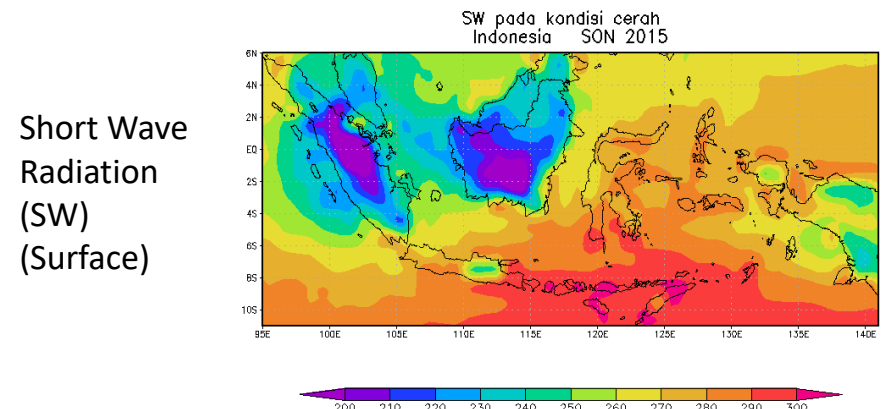 SW pada kondisi cerah
Indonesia SON 2015
Short Wave
Radiation
(SW)
(Surface)
6N
4N
2N
EQ
2S
4S
6S
8S
10S
95E 100E 105E 110E 115E 120E 125E 130E 135E 140E
200 210 220 230 240 250 260 270 280 290 300